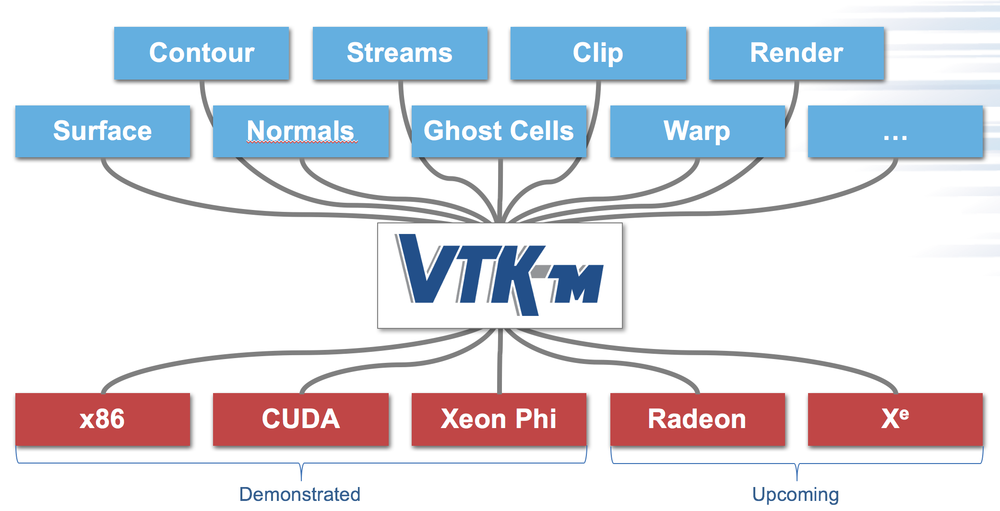 Contour Streams Clip Render
Surface Normals Ghost Cells Warp ...
VTK-m
x86 CUDA Xeon Phi Radeon Xᵉ
Demonstrated Upcoming